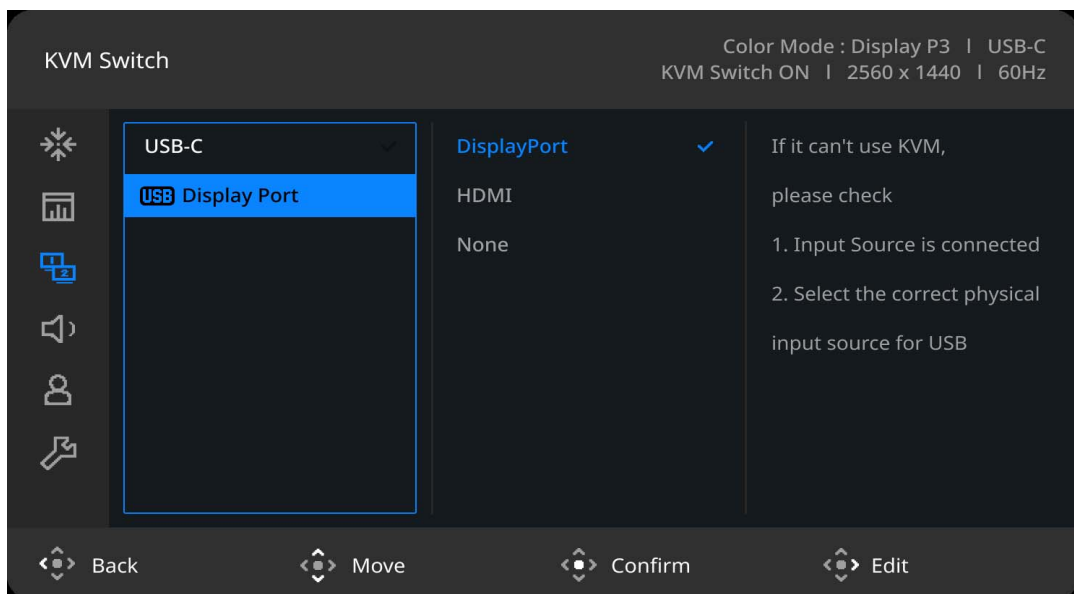 KVM Switch
Color Mode : Display P3 | USB-C
KVM Switch ON | 2560 x 1440 | 60Hz
USB-C
USB Display Port
DisplayPort
HDMI
None
If it can't use KVM,
please check
1. Input Source is connected
2. Select the correct physical
input source for USB
1
2
Back
Move
Confirm
Edit